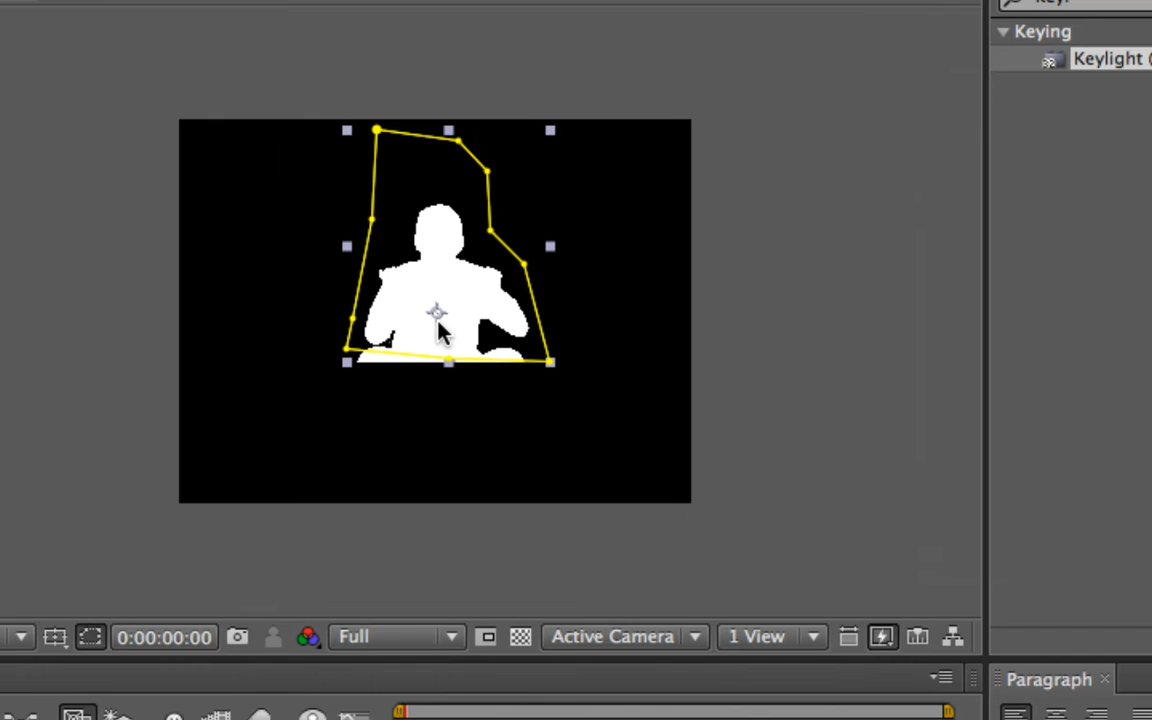 Keying
Keylight (
0:00:00:00
Full
Active Camera
1 View
Paragraph